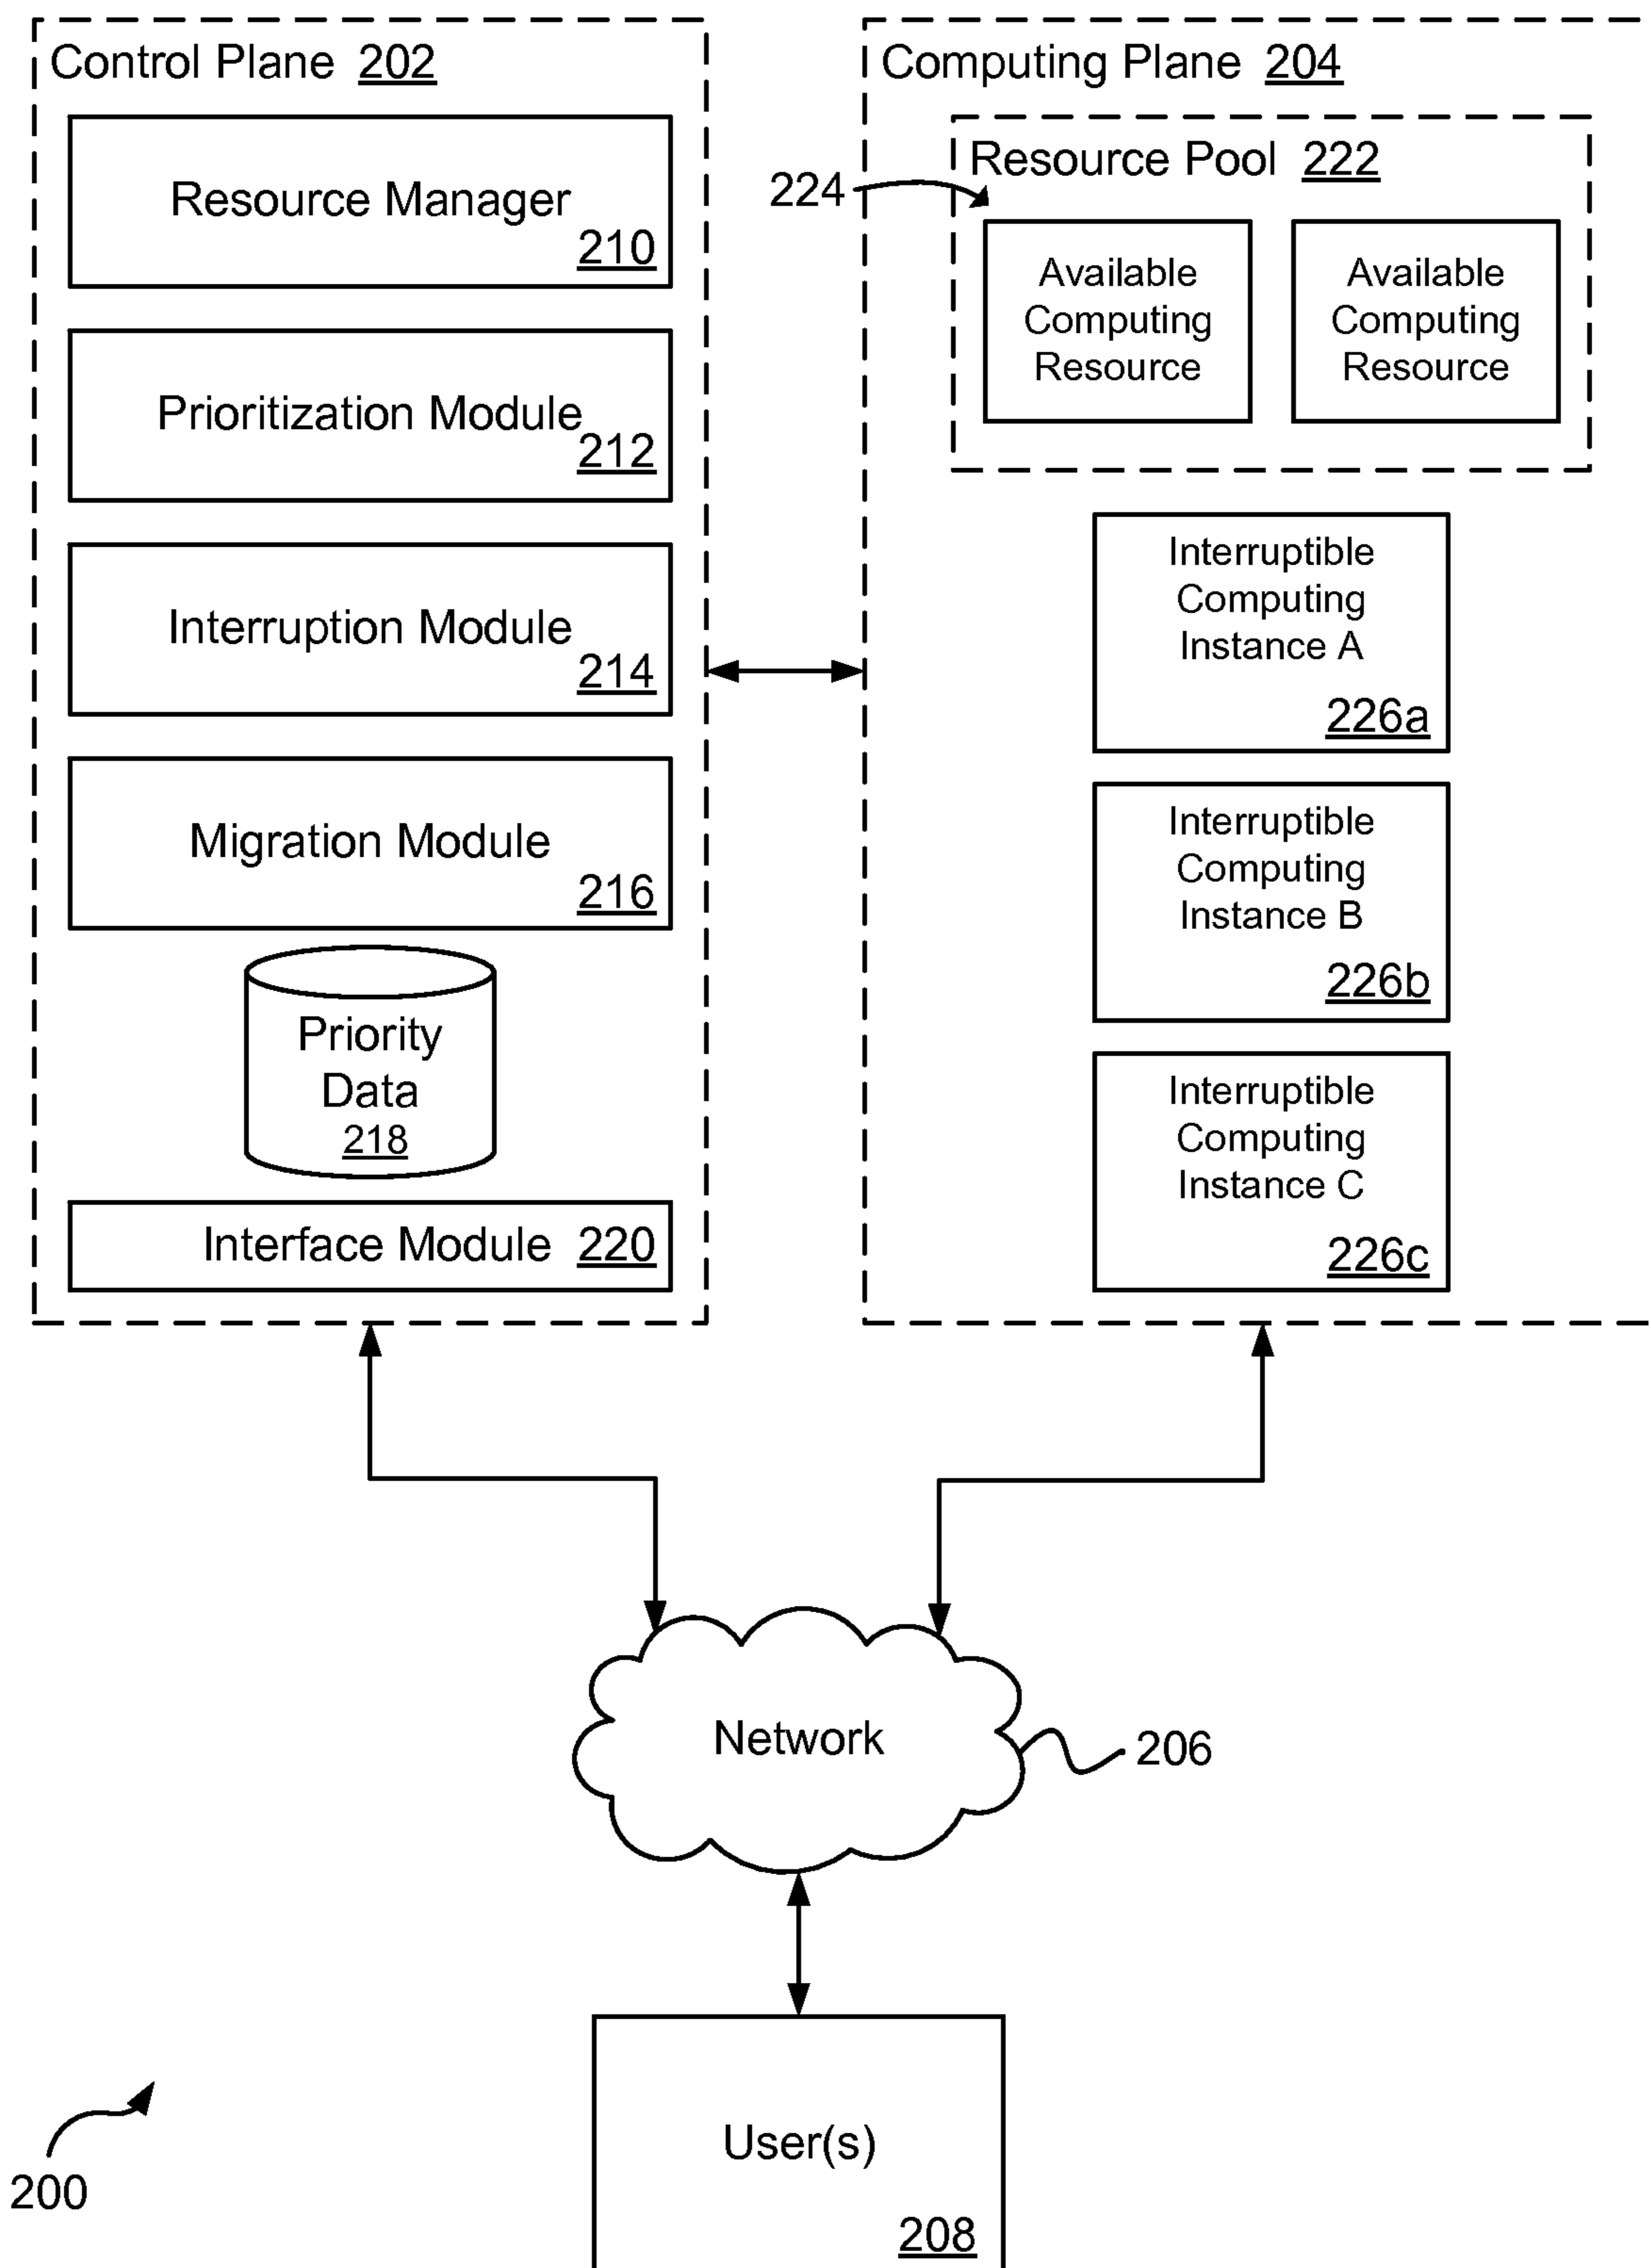 Control Plane 202
Resource Manager
210
Prioritization Module
212
Interruption Module
214
Migration Module
216
Priority
Data
218
Interface Module 220
Computing Plane 204
Resource Pool 222
224
Available
Computing
Resource
Available
Computing
Resource
Interruptible
Computing
Instance A
226a
Interruptible
Computing
Instance B
226b
Interruptible
Computing
Instance C
226c
Network
206
User(s)
208
200